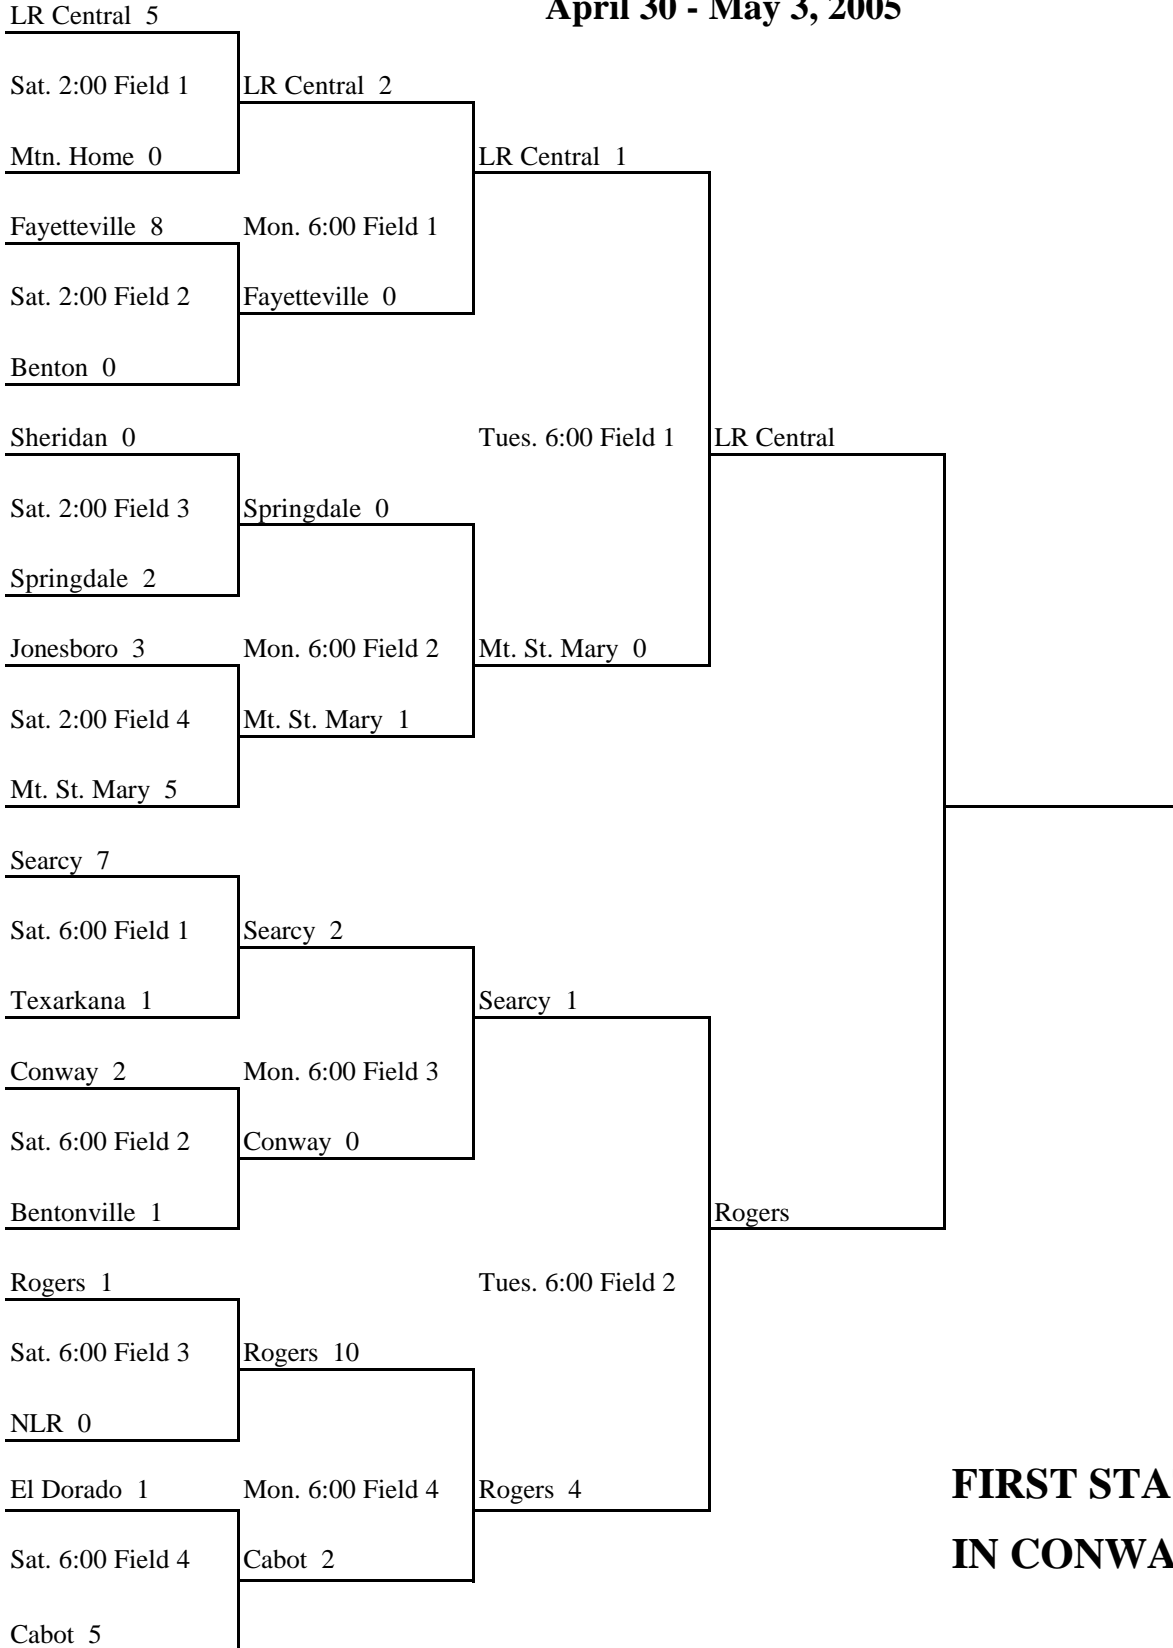 April 30 - May 3, 2005
LR Central 5
Sat. 2:00 Field 1
LR Central 2
Mtn. Home 0
LR Central 1
Fayetteville 8
Mon. 6:00 Field 1
Sat. 2:00 Field 2
Fayetteville 0
Benton 0
Sheridan 0
Tues. 6:00 Field 1
LR Central
Sat. 2:00 Field 3
Springdale 0
Springdale 2
Jonesboro 3
Mon. 6:00 Field 2
Mt. St. Mary 0
Sat. 2:00 Field 4
Mt. St. Mary 1
Mt. St. Mary 5
Searcy 7
Sat. 6:00 Field 1
Searcy 2
Texarkana 1
Searcy 1
Conway 2
Mon. 6:00 Field 3
Sat. 6:00 Field 2
Conway 0
Bentonville 1
Rogers
Rogers 1
Tues. 6:00 Field 2
Sat. 6:00 Field 3
Rogers 10
NLR 0
El Dorado 1
Mon. 6:00 Field 4
Rogers 4
FIRST STA
Sat. 6:00 Field 4
Cabot 2
IN CONWA
Cabot 5